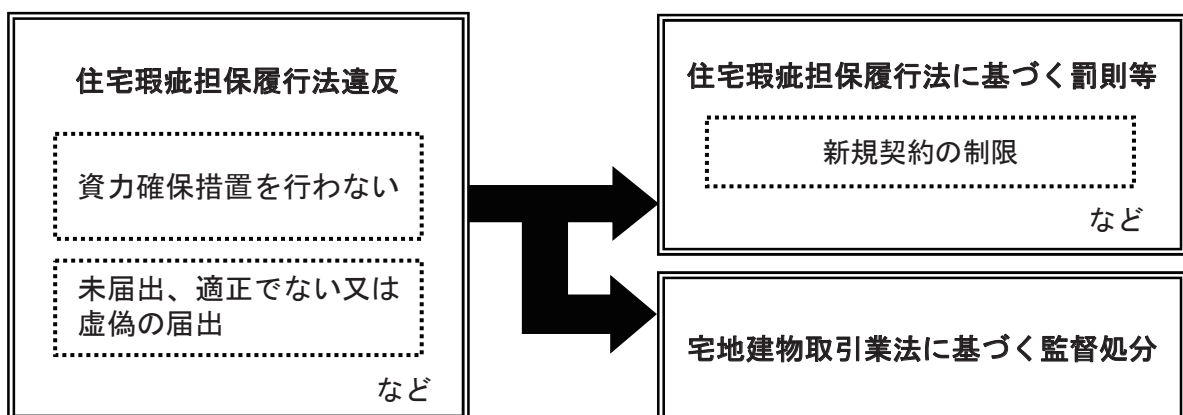 住宅瑕疵担保履行法違反
資力確保措置を行わない
未届出、適正でない又は
虚偽の届出
など
住宅瑕疵担保履行法に基づく罰則等
新規契約の制限
など
宅地建物取引業法に基づく監督処分